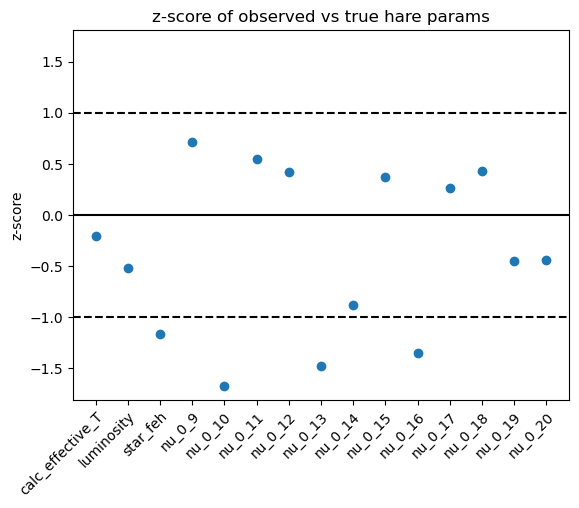 z-score of observed vs true hare params
z-score
1.5
1.0
0.5
0.0
−0.5
−1.0
−1.5
calc_effective_T
luminosity
star_feh
nu_0_9
nu_0_10
nu_0_11
nu_0_12
nu_0_13
nu_0_14
nu_0_15
nu_0_16
nu_0_17
nu_0_18
nu_0_19
nu_0_20